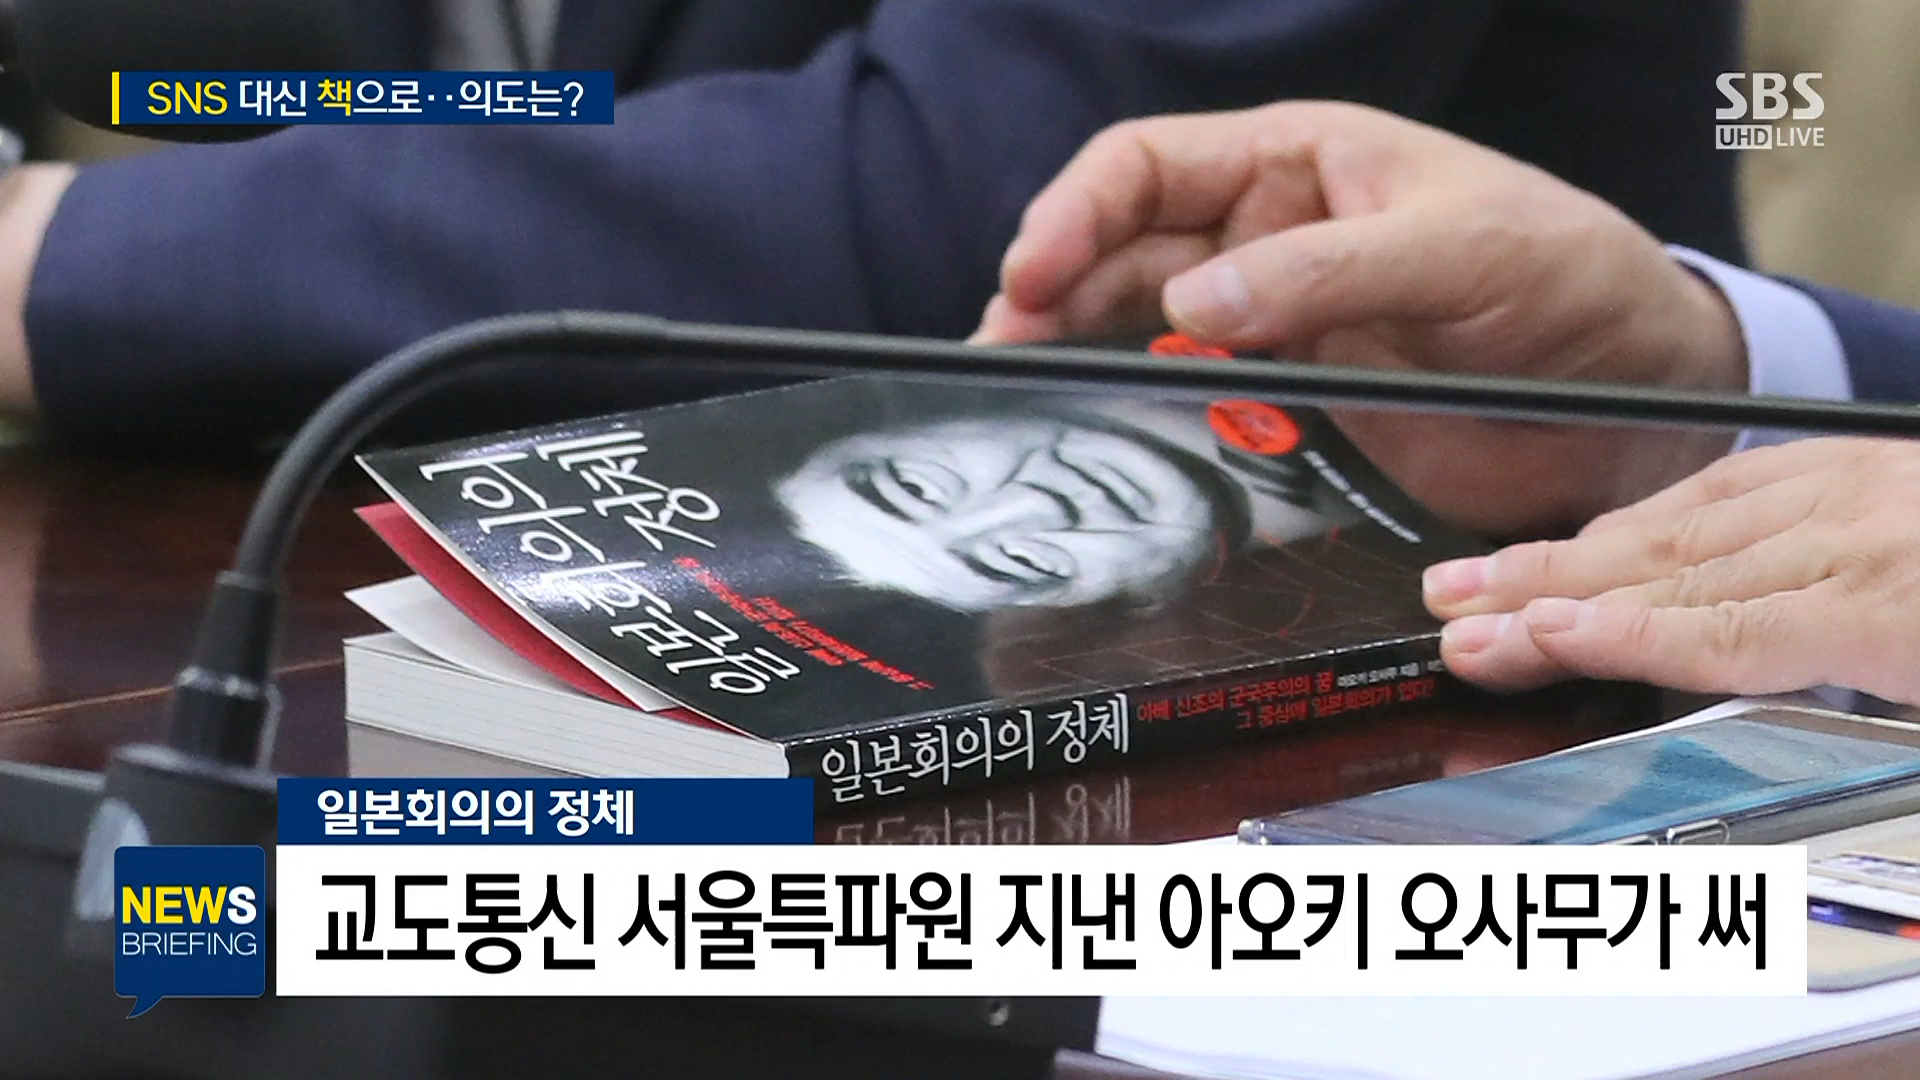 SNS 대신 책으로‥의도는?
SBS
UHD LIVE
일본회의의
정체
일본회의의 정체
아베 신조의 군국주의의 꿈
그 중심에 일본회의가 있다!
일본회의의 정체
NEWS
BRIEFING
교도통신 서울특파원 지낸 아오키 오사무가 써